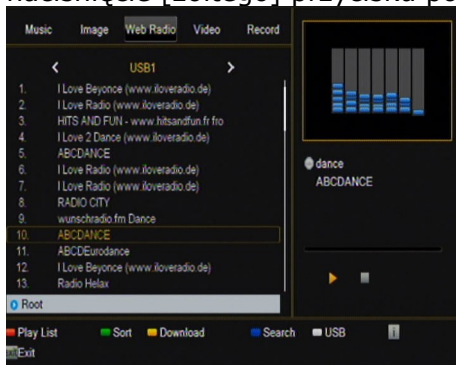 Music Image Web Radio Video Record
USB1
1. I Love Beyonce (www.iloveradio.de)
2. I Love Radio (www.iloveradio.de)
3. HITS AND FUN - www.hitsandfun.fr fro
4. I Love 2 Dance (www.iloveradio.de)
5. ABCDANCE
6. I Love Radio (www.iloveradio.de)
7. I Love Radio (www.iloveradio.de)
8. RADIO CITY
9. wunschradio.fm Dance
10. ABCDANCE
11. ABCDEurodance
12. I Love Beyonce (www.iloveradio.de)
13. Radio Helax
dance
ABCDANCE
Root
Play List Sort Download Search USB i
Exit